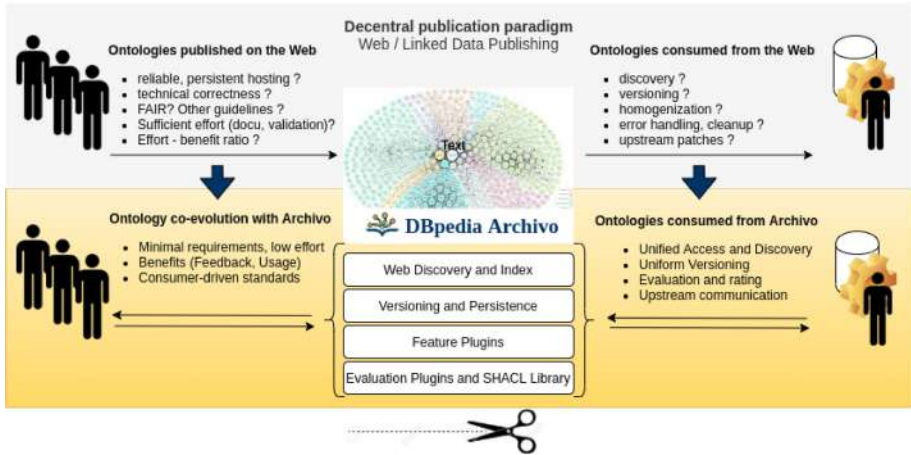 Decentral publication paradigm
Web / Linked Data Publishing
Ontologies published on the Web
reliable, persistent hosting ?
technical correctness ?
FAIR? Other guidelines ?
Sufficient effort (docu, validation)?
Effort - benefit ratio ?
Text
Ontologies consumed from the Web
discovery ?
versioning ?
homogenization ?
error handling, cleanup ?
upstream patches ?
Ontology co-evolution with Archivo
Minimal requirements, low effort
Benefits (Feedback, Usage)
Consumer-driven standards
DBpedia Archivo
Web Discovery and Index
Versioning and Persistence
Feature Plugins
Evaluation Plugins and SHACL Library
Ontologies consumed from Archivo
Unified Access and Discovery
Uniform Versioning
Evaluation and rating
Upstream communication